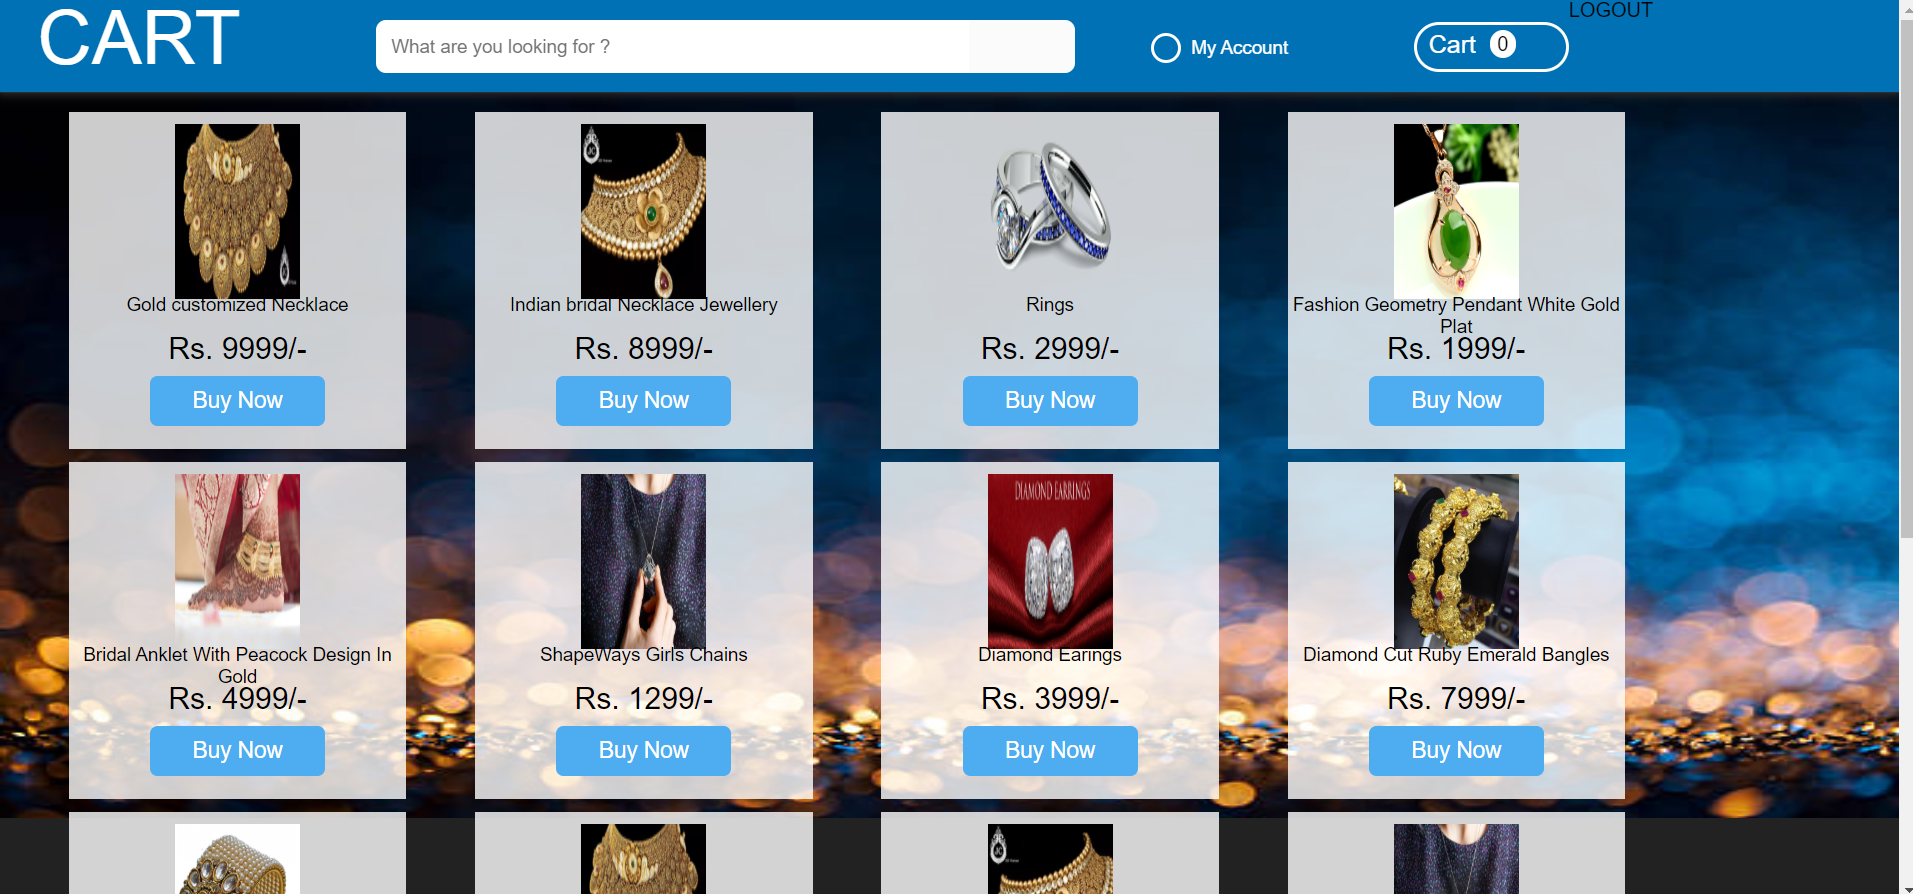 CART
What are you looking for ?
My Account
Cart 0
LOGOUT
Gold customized Necklace
Rs. 9999/-
Buy Now
Indian bridal Necklace Jewellery
Rs. 8999/-
Buy Now
Rings
Rs. 2999/-
Buy Now
Fashion Geometry Pendant White Gold
Plat
Rs. 1999/-
Buy Now
Bridal Anklet With Peacock Design In
Gold
Rs. 4999/-
Buy Now
ShapeWays Girls Chains
Rs. 1299/-
Buy Now
DIAMOND EARRINGS
Diamond Earings
Rs. 3999/-
Buy Now
Diamond Cut Ruby Emerald Bangles
Rs. 7999/-
Buy Now